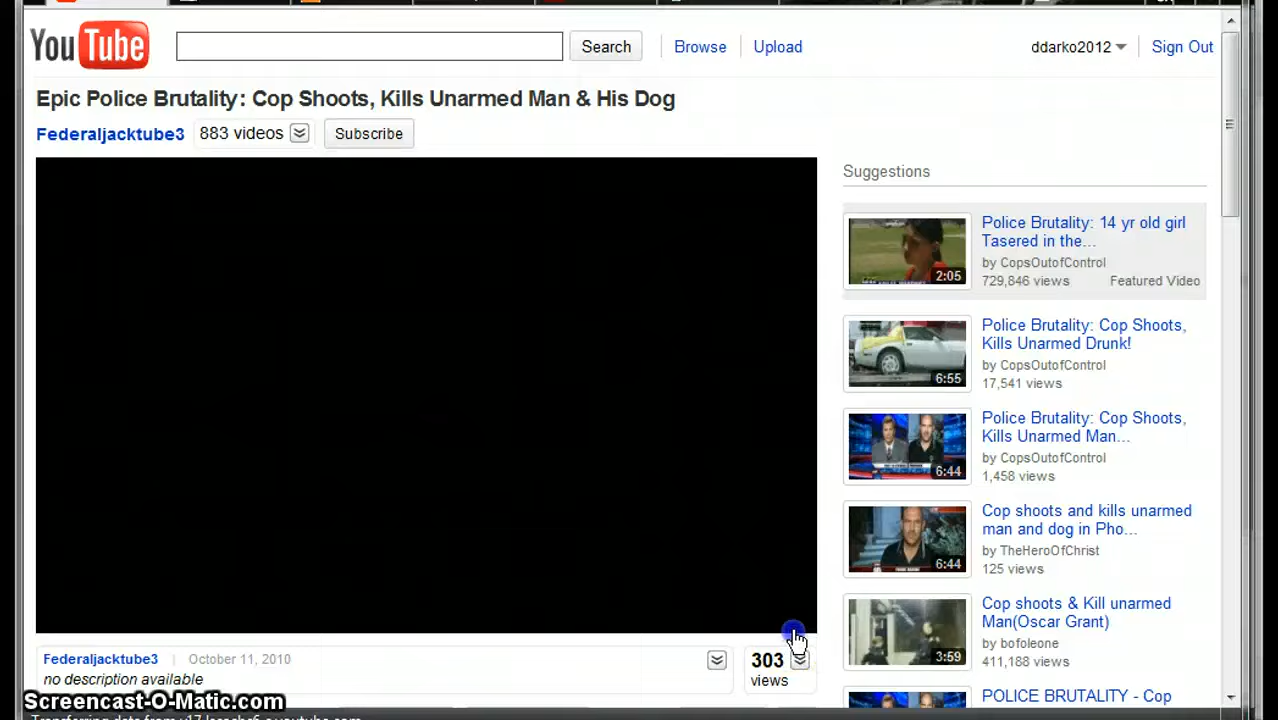 YouTube
Search
Browse
Upload
ddarko2012
Sign Out
Epic Police Brutality: Cop Shoots, Kills Unarmed Man & His Dog
Federaljacktube3
883 videos
Subscribe
Suggestions
Police Brutality: 14 yr old girl
Tasered in the...
by CopsOutofControl
729,846 views
Featured Video
2:05
Police Brutality: Cop Shoots,
Kills Unarmed Drunk!
by CopsOutofControl
17,541 views
6:55
Police Brutality: Cop Shoots,
Kills Unarmed Man...
by CopsOutofControl
1,458 views
6:44
Cop shoots and kills unarmed
man and dog in Pho...
by TheHeroOfChrist
125 views
6:44
Cop shoots & Kill unarmed
Man(Oscar Grant)
by bofoleone
411,188 views
3:59
POLICE BRUTALITY - Cop
Federaljacktube3
October 11, 2010
no description available
303
views
Screencast-O-Matic.com